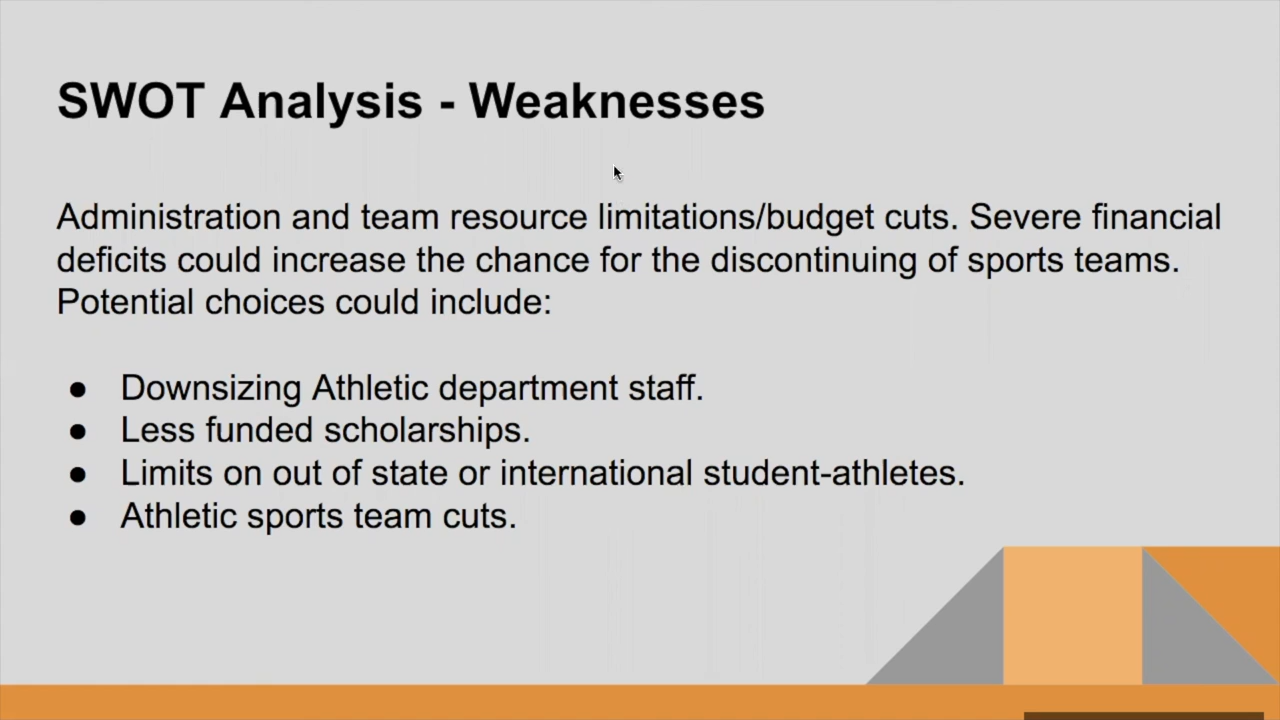 SWOT Analysis - Weaknesses
Administration and team resource limitations/budget cuts. Severe financial
deficits could increase the chance for the discontinuing of sports teams.
Potential choices could include:
● Downsizing Athletic department staff.
● Less funded scholarships.
● Limits on out of state or international student-athletes.
● Athletic sports team cuts.